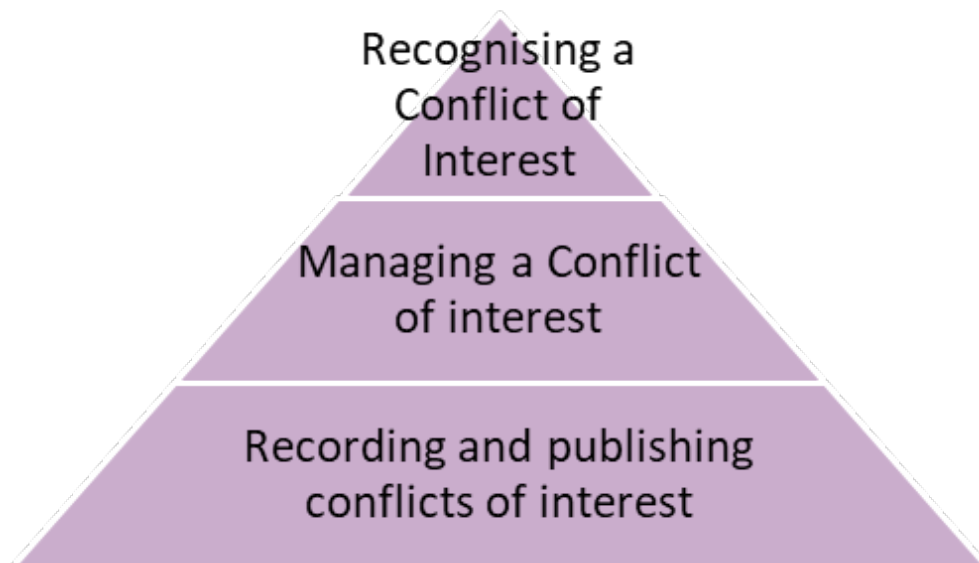 Recognising a
Conflict of
Interest
Managing a Conflict
of interest
Recording and publishing
conflicts of interest